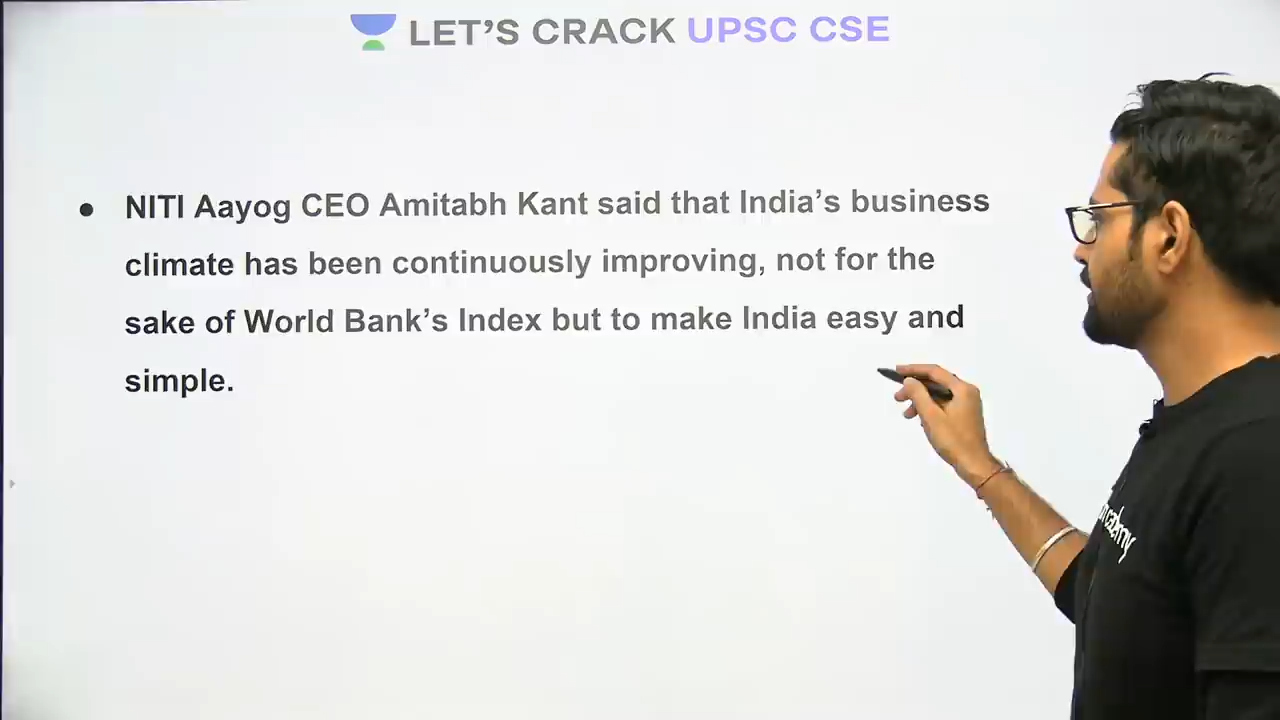 LET'S CRACK UPSC CSE
● NITI Aayog CEO Amitabh Kant said that India's business
climate has been continuously improving, not for the
sake of World Bank's Index but to make India easy and
simple.